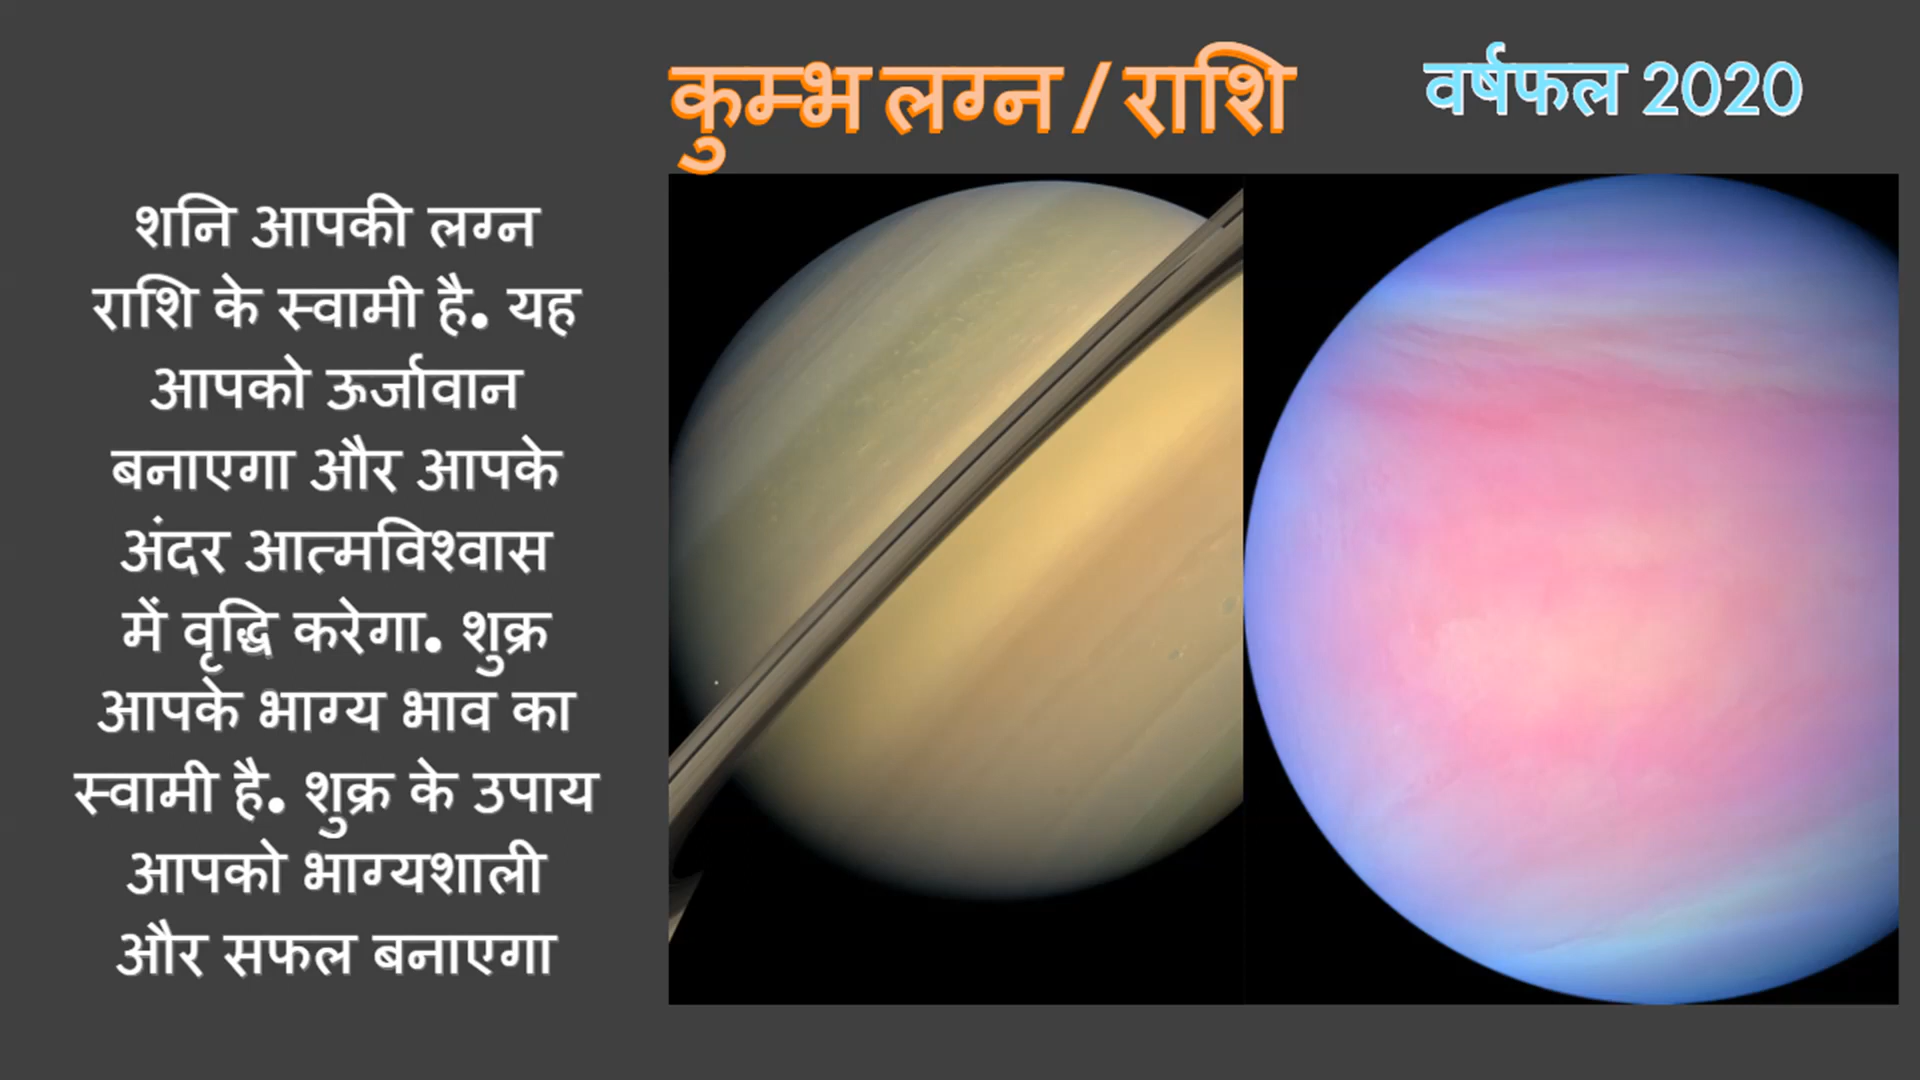 कुम्भ लग्न / राशि
वर्षफल 2020
शनि आपकी लग्न
राशि के स्वामी है. यह
आपको ऊर्जावान
बनाएगा और आपके
अंदर आत्मविश्वास
में वृद्धि करेगा. शुक्र
आपके भाग्य भाव का
स्वामी है. शुक्र के उपाय
आपको भाग्यशाली
और सफल बनाएगा